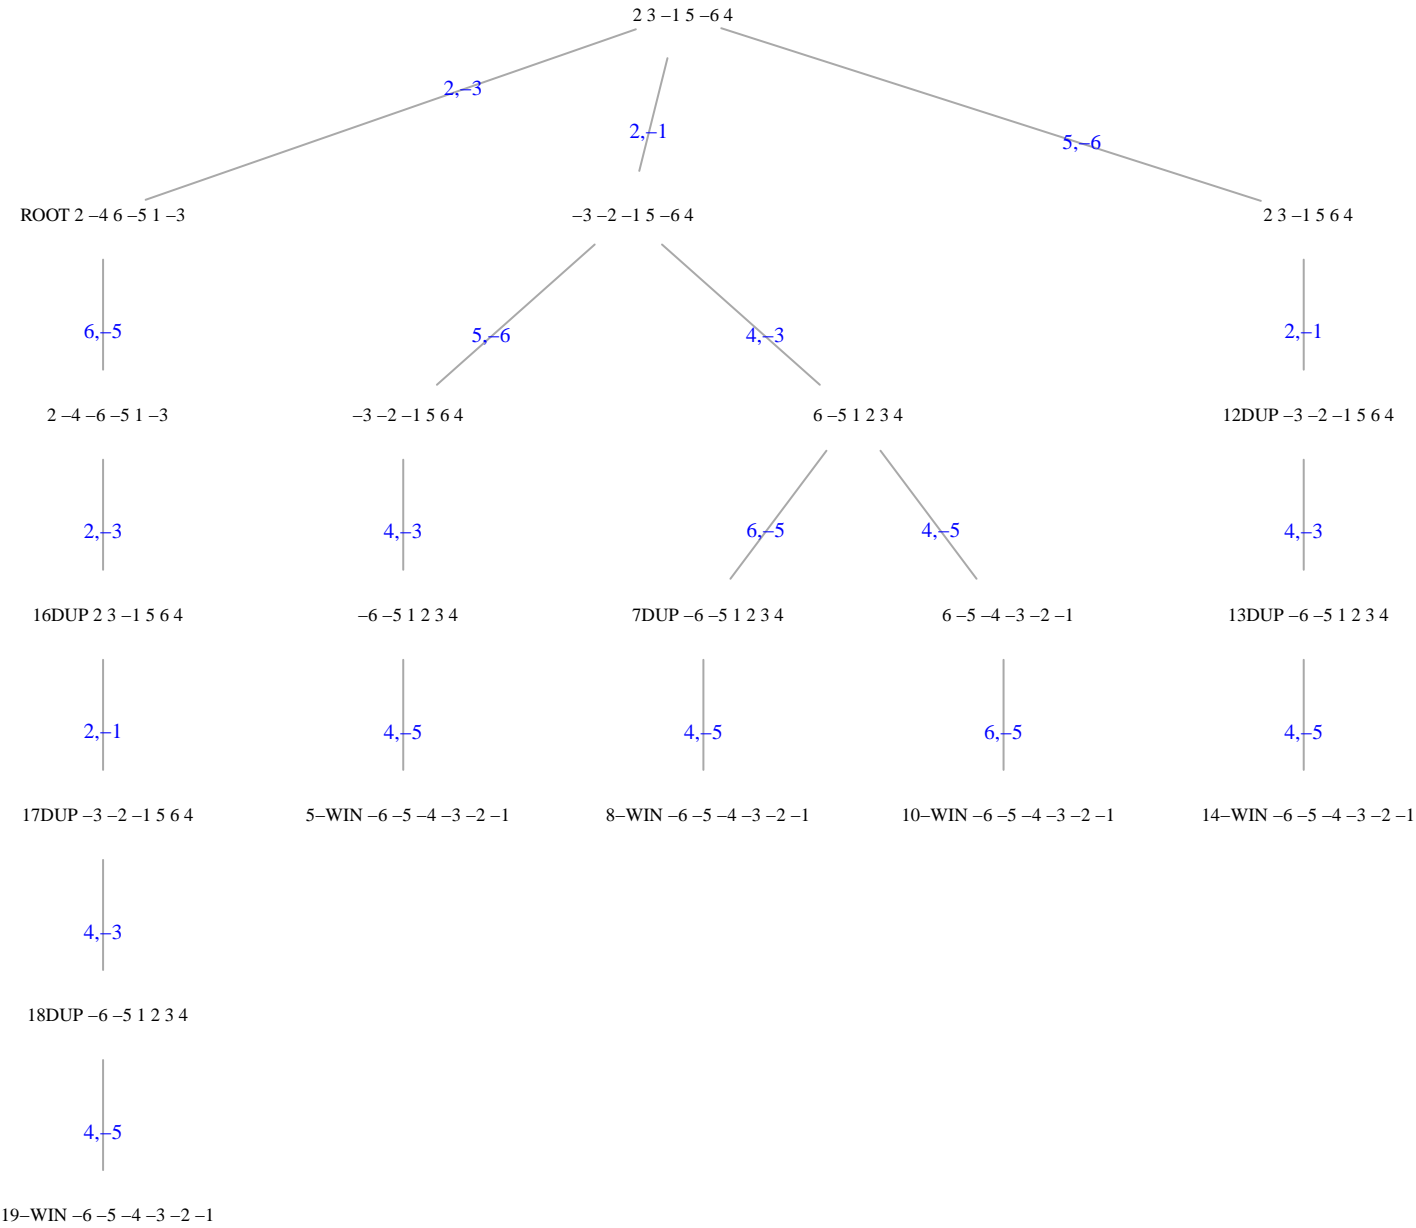 2 3 –1 5 –6 4
2,–3
2,–1
5,–6
ROOT 2 –4 6 –5 1 –3
–3 –2 –1 5 –6 4
2 3 –1 5 6 4
6,–5
5,–6
4,–3
2,–1
2 –4 –6 –5 1 –3
–3 –2 –1 5 6 4
6 –5 1 2 3 4
12DUP –3 –2 –1 5 6 4
2,–3
4,–3
6,–5
4,–5
4,–3
16DUP 2 3 –1 5 6 4
–6 –5 1 2 3 4
7DUP –6 –5 1 2 3 4
6 –5 –4 –3 –2 –1
13DUP –6 –5 1 2 3 4
2,–1
4,–5
4,–5
6,–5
4,–5
17DUP –3 –2 –1 5 6 4
5–WIN –6 –5 –4 –3 –2 –1
8–WIN –6 –5 –4 –3 –2 –1
10–WIN –6 –5 –4 –3 –2 –1
14–WIN –6 –5 –4 –3 –2 –1
4,–3
18DUP –6 –5 1 2 3 4
4,–5
19–WIN –6 –5 –4 –3 –2 –1